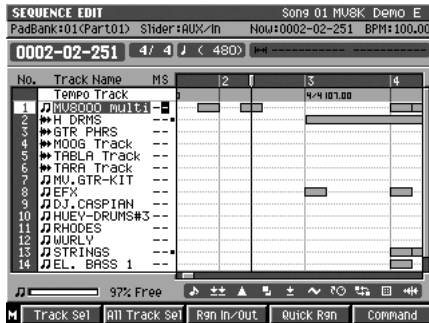 SEQUENCE EDIT Song 01 MV8K Demo E
PadBank:01(Part01) Slider:AUX/In Now:0002-02-251 BPM:100.00
0002-02-251 4/ 4 ♩ ( 480) ---------- ----------
No. Track Name MS 2 3 4
Tempo Track 4/4 107.00
1 MV8000 multi --
2 H DRMS --
3 GTR PHRS --
4 MOOG Track --
5 TABLA Track --
6 TARA Track --
7 MV.GTR-KIT --
8 EFX --
9 DJ.CASPIAN --
10 HUEY-DRUMS#3 --
11 RHODES --
12 WURLY --
13 STRINGS --
14 EL. BASS 1 --
97% Free
M Track Sel All Track Sel Rgn In/Out Quick Rgn Command